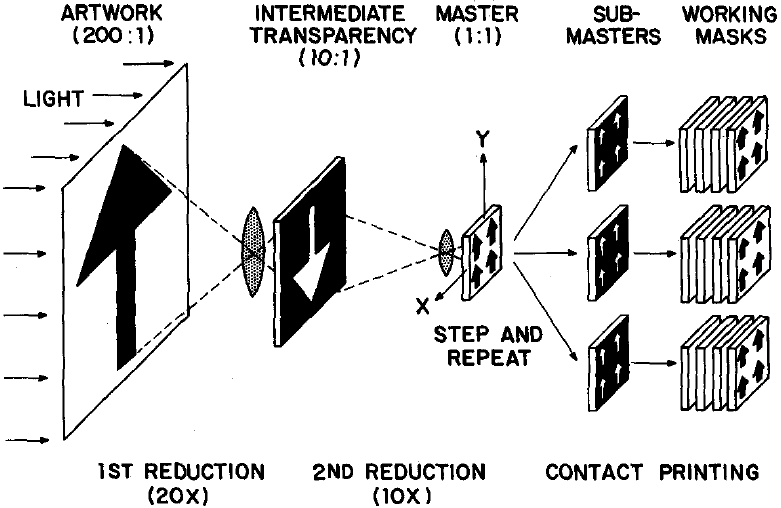 ARTWORK
(200:1)
INTERMEDIATE
TRANSPARENCY
(10:1)
MASTER
(1:1)
SUB-
MASTERS
WORKING
MASKS
LIGHT
Y
X
STEP AND
REPEAT
1ST REDUCTION
(20X)
2ND REDUCTION
(10X)
CONTACT PRINTING